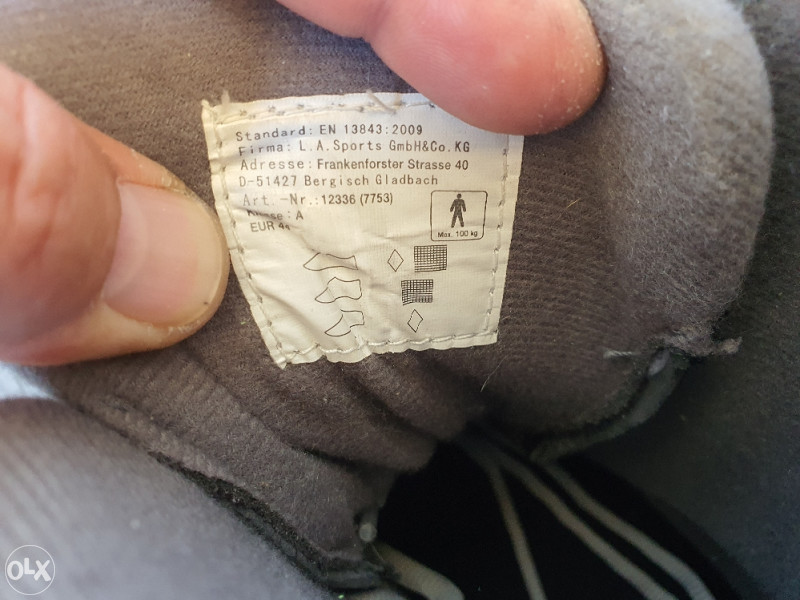 Standard: EN 13843:2009
Firma: L.A.Sports GmbH&Co.KG
Adresse: Frankenforster Strasse 40
D-51427 Bergisch Gladbach
Art.-Nr.:12336 (7753)
: A
EUR
Max. 100 kg
OLX